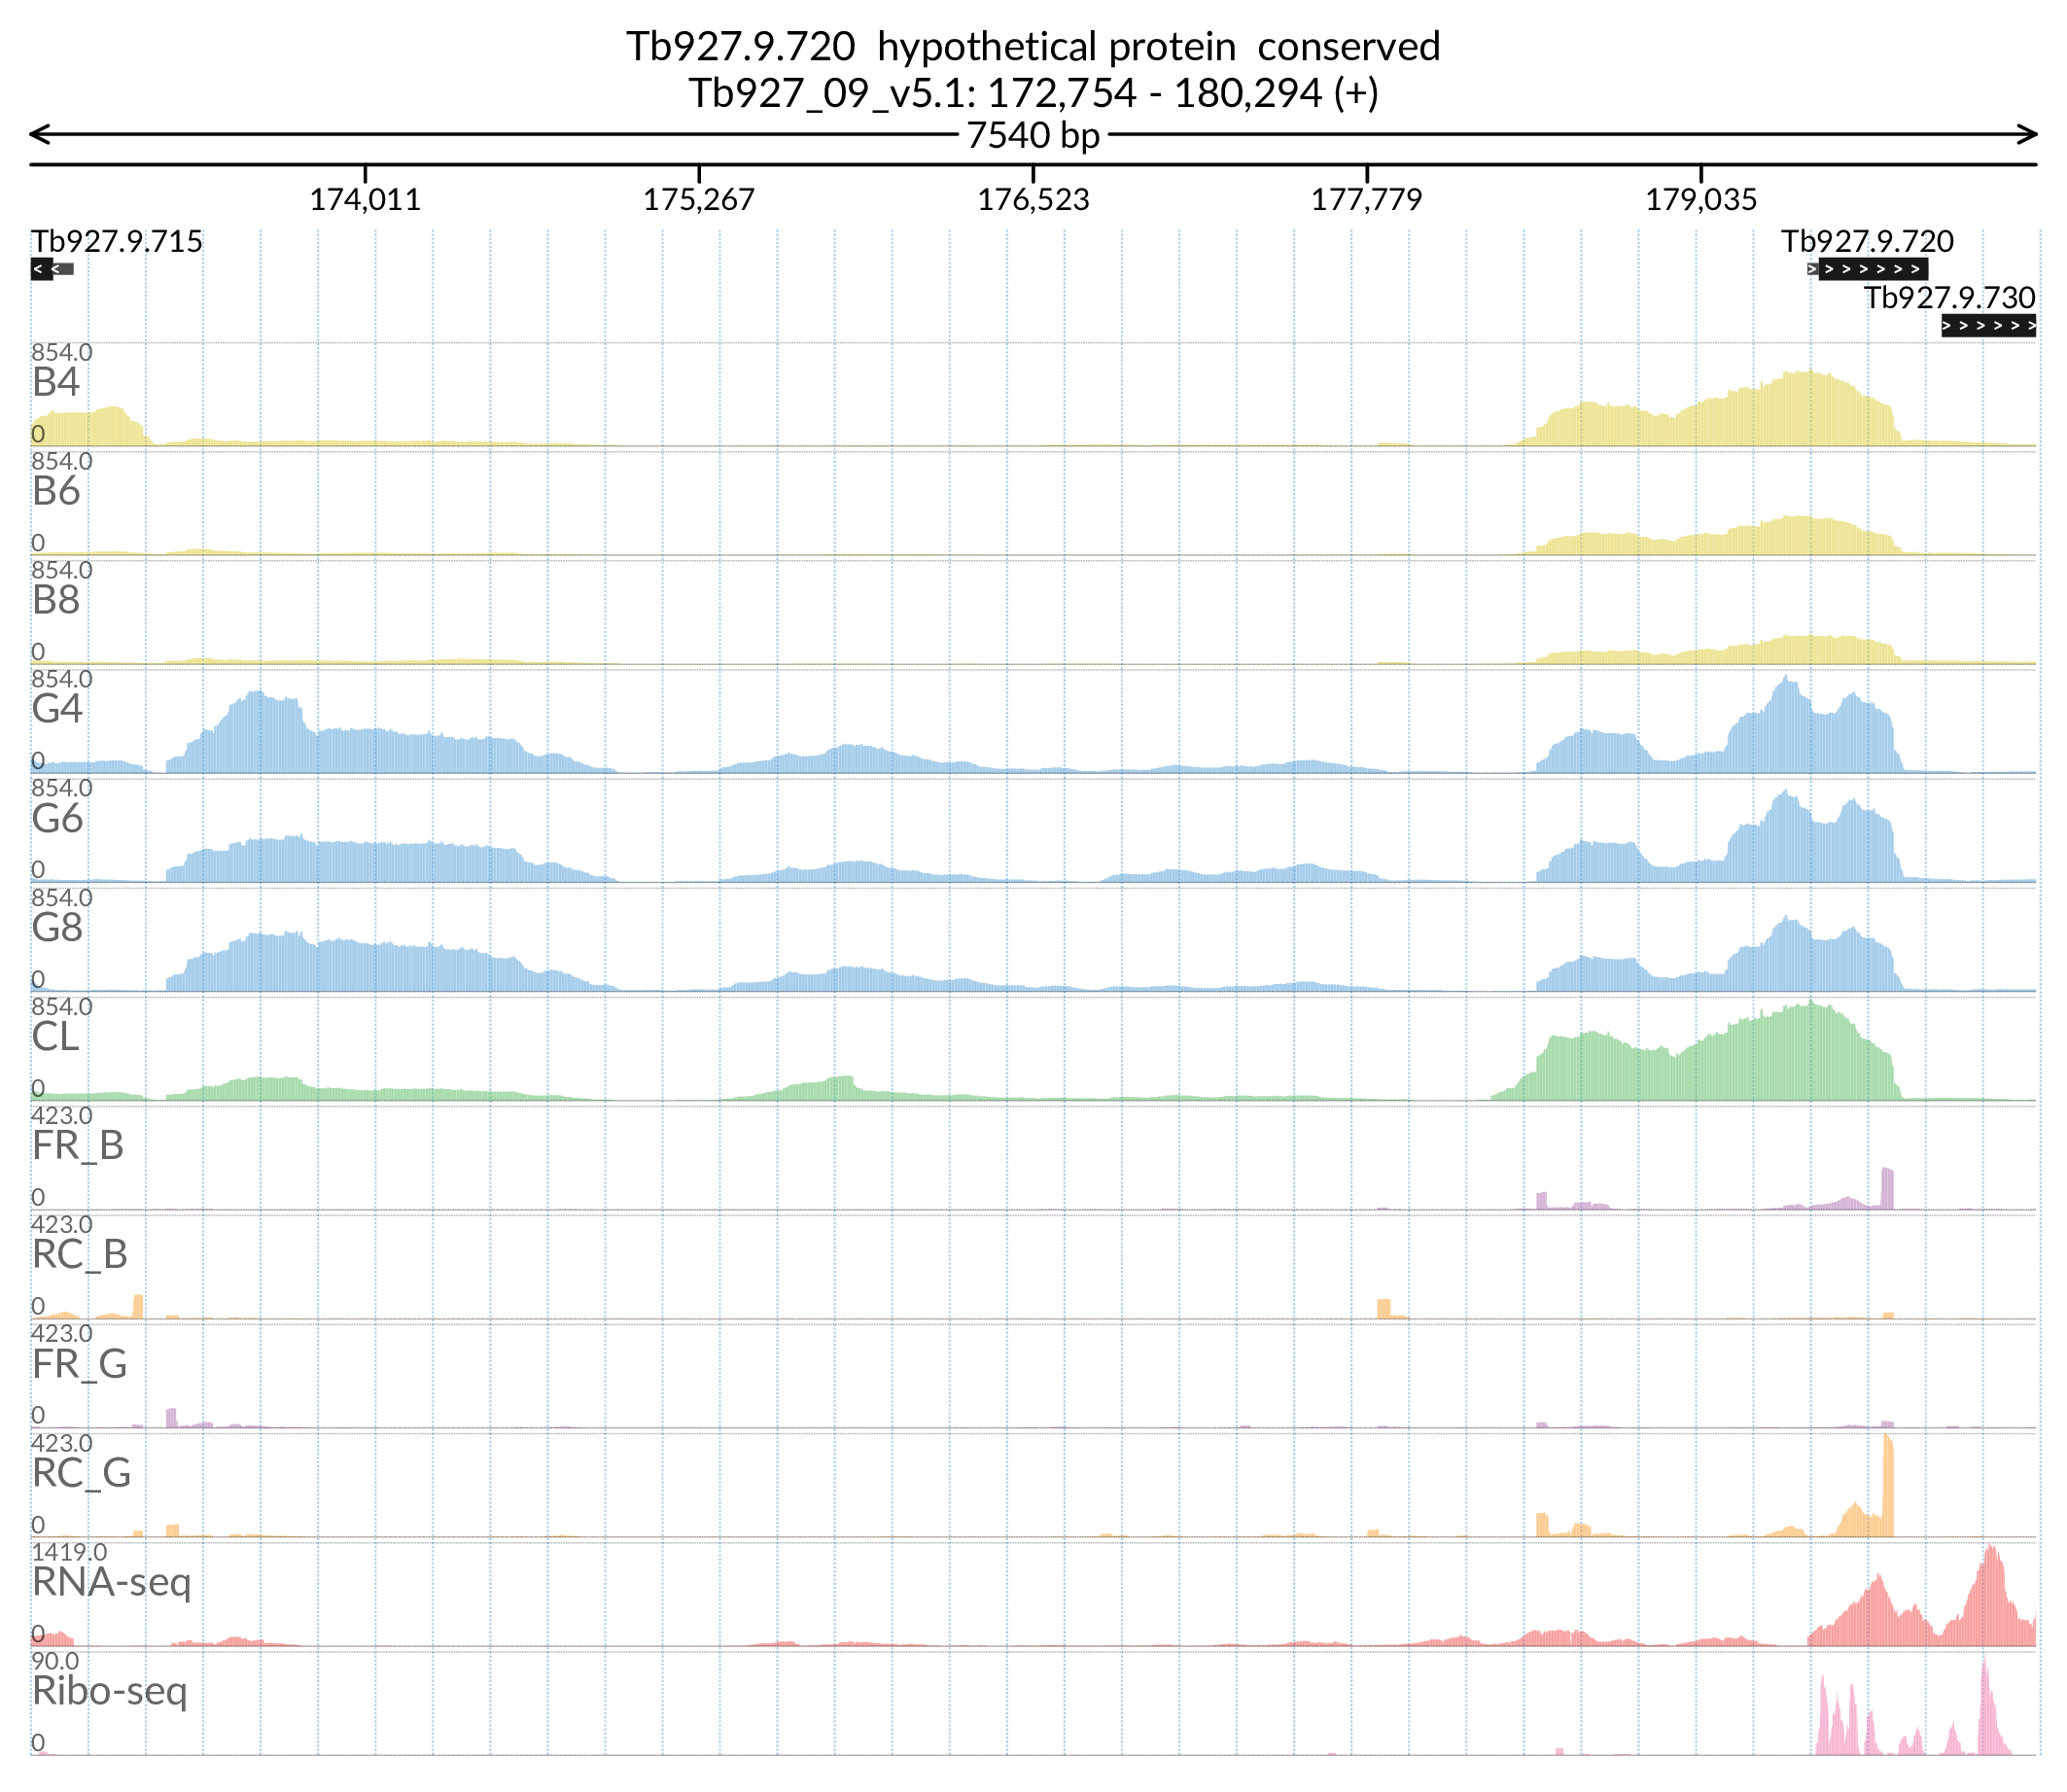 Tb927.9.720  hypothetical protein  conserved
Tb927_09_v5.1: 172,754 - 180,294 (+)
7540 bp
174,011 175,267 176,523 177,779 179,035
Tb927.9.715 Tb927.9.720
Tb927.9.730
854.0
B4
0
854.0
B6
0
854.0
B8
0
854.0
G4
0
854.0
G6
0
854.0
G8
0
854.0
CL
0
423.0
FR_B
0
423.0
RC_B
0
423.0
FR_G
0
423.0
RC_G
0
1419.0
RNA-seq
0
90.0
Ribo-seq
0